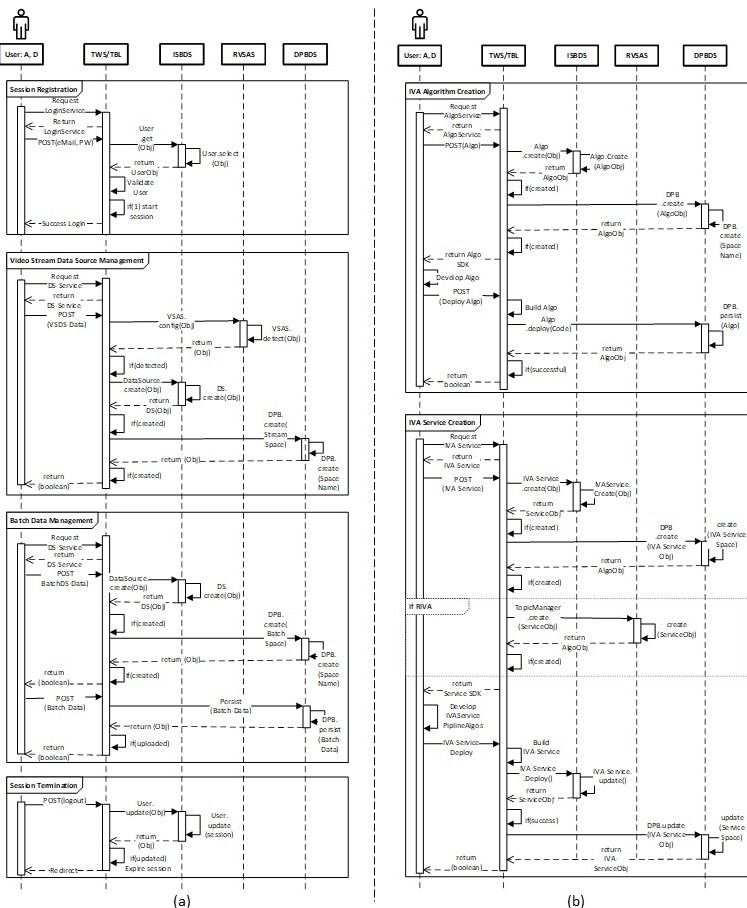 User: A, D
TWS/TBL
ISBDS
RVSAS
DPBDS
Session Registration
Request
LoginService
Return
LoginService
POST(eMail, PW)
User
get
(Obj)
User.select
(Obj)
return
UserObj
Validate
User
If(1) start
session
Success Login
Video Stream Data Source Management
Request
DS Service
return
DS Service
POST
(VSDS-Data)
VSAS.
config(Obj)
VSAS.
detect(Obj)
return
(Obj)
If(detected)
DataSource.
create(Obj)
DS.
create(Obj)
return
DS(Obj)
if(created)
DPB.
create(
Stream
Space)
DPB.
create
(Space
Name)
return (Obj)
if(created)
return
(boolean)
Batch Data Management
Request
DS Service
return
DS Service
POST
BatchDS-Data)
DataSource.
create(Obj)
DS.
create(Obj)
return
DS(Obj)
if(created)
DPB.
create(
Batch
Space)
DPB.
create
(Space
Name)
return (Obj)
if(created)
return
(boolean)
POST
(Batch-Data)
Persist
(Batch-Data)
DPB.
persist
(Batch-
Data)
return (Obj)
if(uploaded)
return
(boolean)
Session Termination
POST(logout)
User.
update(Obj)
User.
update
(session)
return
(Obj)
if(updated)
Expire session
Redirect
(a)
User: A, D
TWS/TBL
ISBDS
RVSAS
DPBDS
IVA Algorithm Creation
Request
AlgoService
return
AlgoService
POST(Algo)
Algo
.create(Obj)
Algo.Create
(AlgoObj)
return
AlgoObj
if(created)
DPB
.create
(AlgoObj)
DPB.
create
(Space
Name)
return
AlgoObj
if(created)
return Algo
SDK
Develop Algo
POST
(Deploy Algo)
Build Algo
Algo
.deploy(Code)
DPB.
persist
(Algo)
return
AlgoObj
if(successful)
return
boolean
IVA Service Creation
Request
IVA Service
return
IVA Service
POST
(IVA Service)
IVA Service
.create(Obj)
IVAService.
Create(Obj)
return
ServiceObj
if(created)
DPB
.create
(IVA Service
Obj)
create
(IVA Service
Space)
return
AlgoObj
if(created)
If RIVA
TopicManager
.create
(ServiceObj)
create
(ServiceObj)
return
AlgoObj
if(created)
return
Service SDK
Develop
IVAService
PiplineAlgos
IVA Service
Deploy
Build
IVA Service
IVA Service
.Deploy()
IVA Service.
update()
return
ServiceObj
if(success)
DPB.update
(IVA Service
Obj)
update
(Service
Space)
return
IVA
ServiceObj
return
(boolean)
(b)